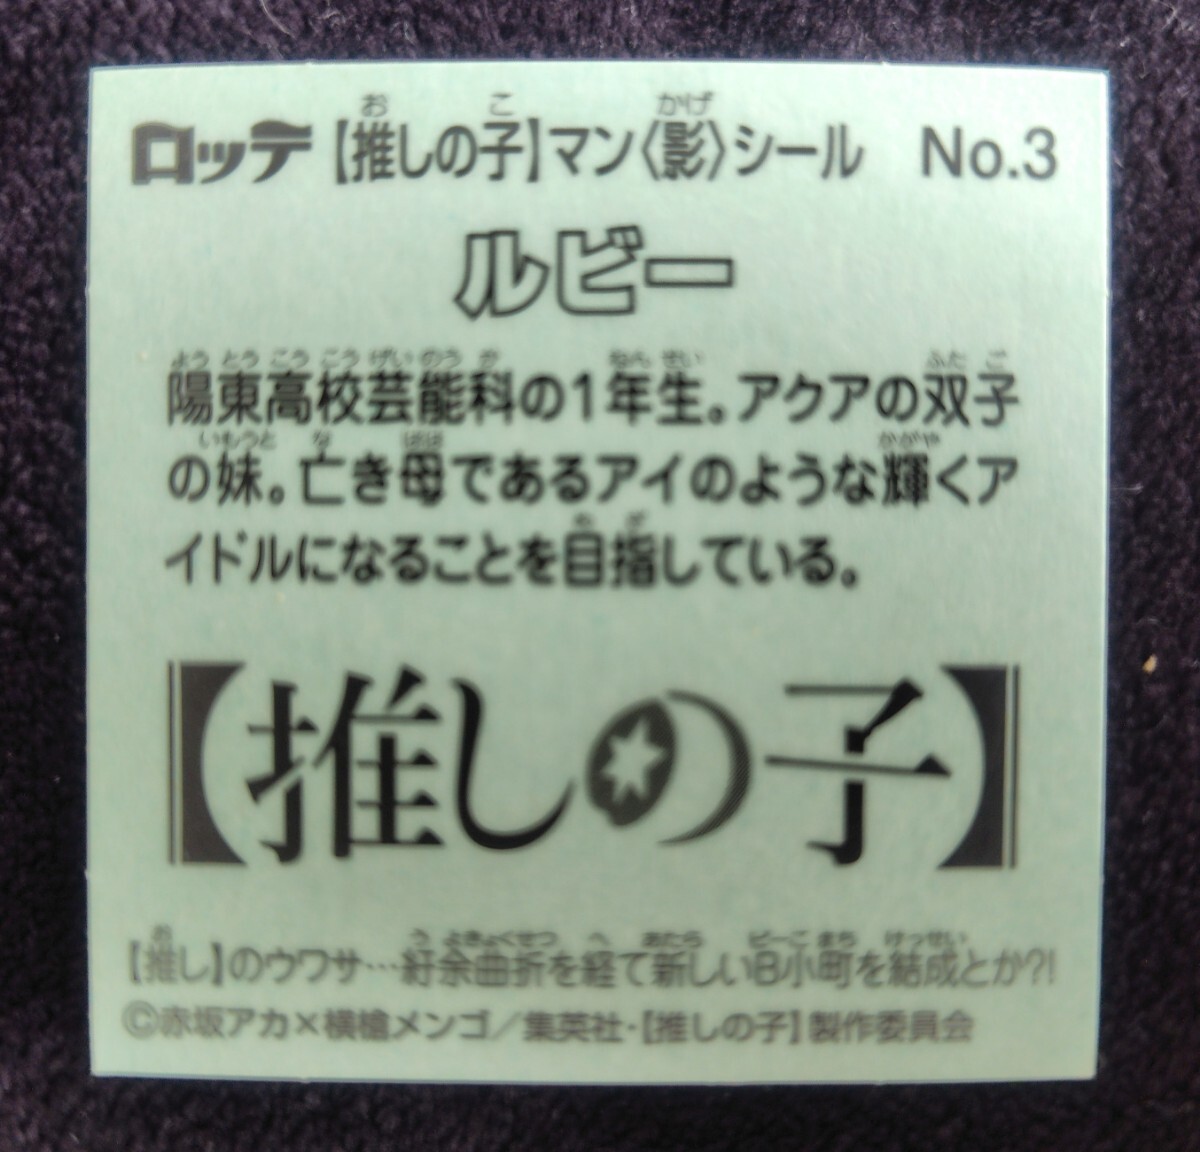 ロッテ【推しの子】マン〈影〉シール No.3
ルビー
陽東高校芸能科の1年生。アクアの双子
の妹。亡き母であるアイのような輝くア
イドルになることを目指している。
【推しの子】
【推し】のウワサ…紆余曲折を経て新しいB小町を結成とか?!
©赤坂アカ×横槍メンゴ／集英社・【推しの子】製作委員会